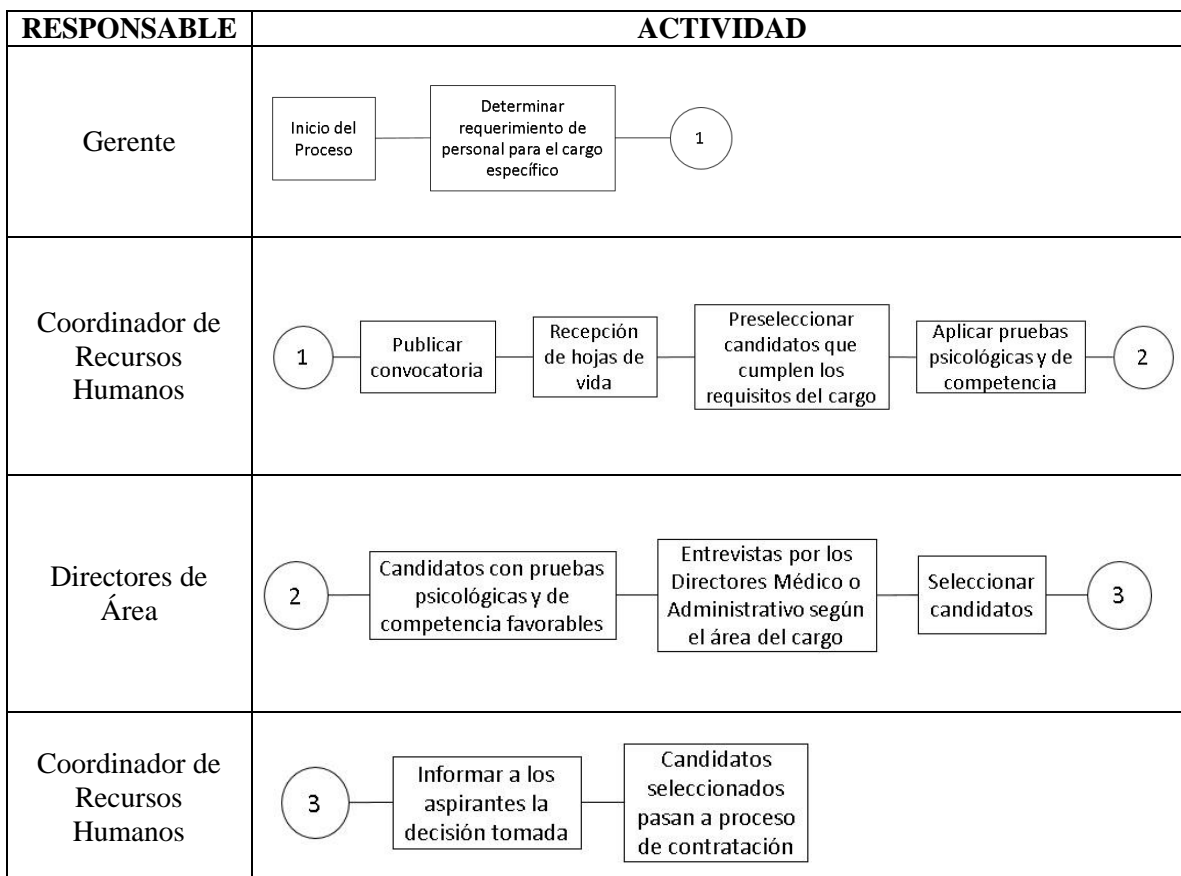 RESPONSABLE
ACTIVIDAD
Gerente
Inicio del
Proceso
Determinar
requerimiento de
personal para el cargo
específico
1
Coordinador de
Recursos
Humanos
1
Publicar
convocatoria
Recepción
de hojas de
vida
Preseleccionar
candidatos que
cumplen los
requisitos del cargo
Aplicar pruebas
psicológicas y de
competencia
2
Directores de
Área
2
Candidatos con pruebas
psicológicas y de
competencia favorables
Entrevistas por los
Directores Médico o
Administrativo según
el área del cargo
Seleccionar
candidatos
3
Coordinador de
Recursos
Humanos
3
Informar a los
aspirantes la
decisión tomada
Candidatos
seleccionados
pasan a proceso
de contratación